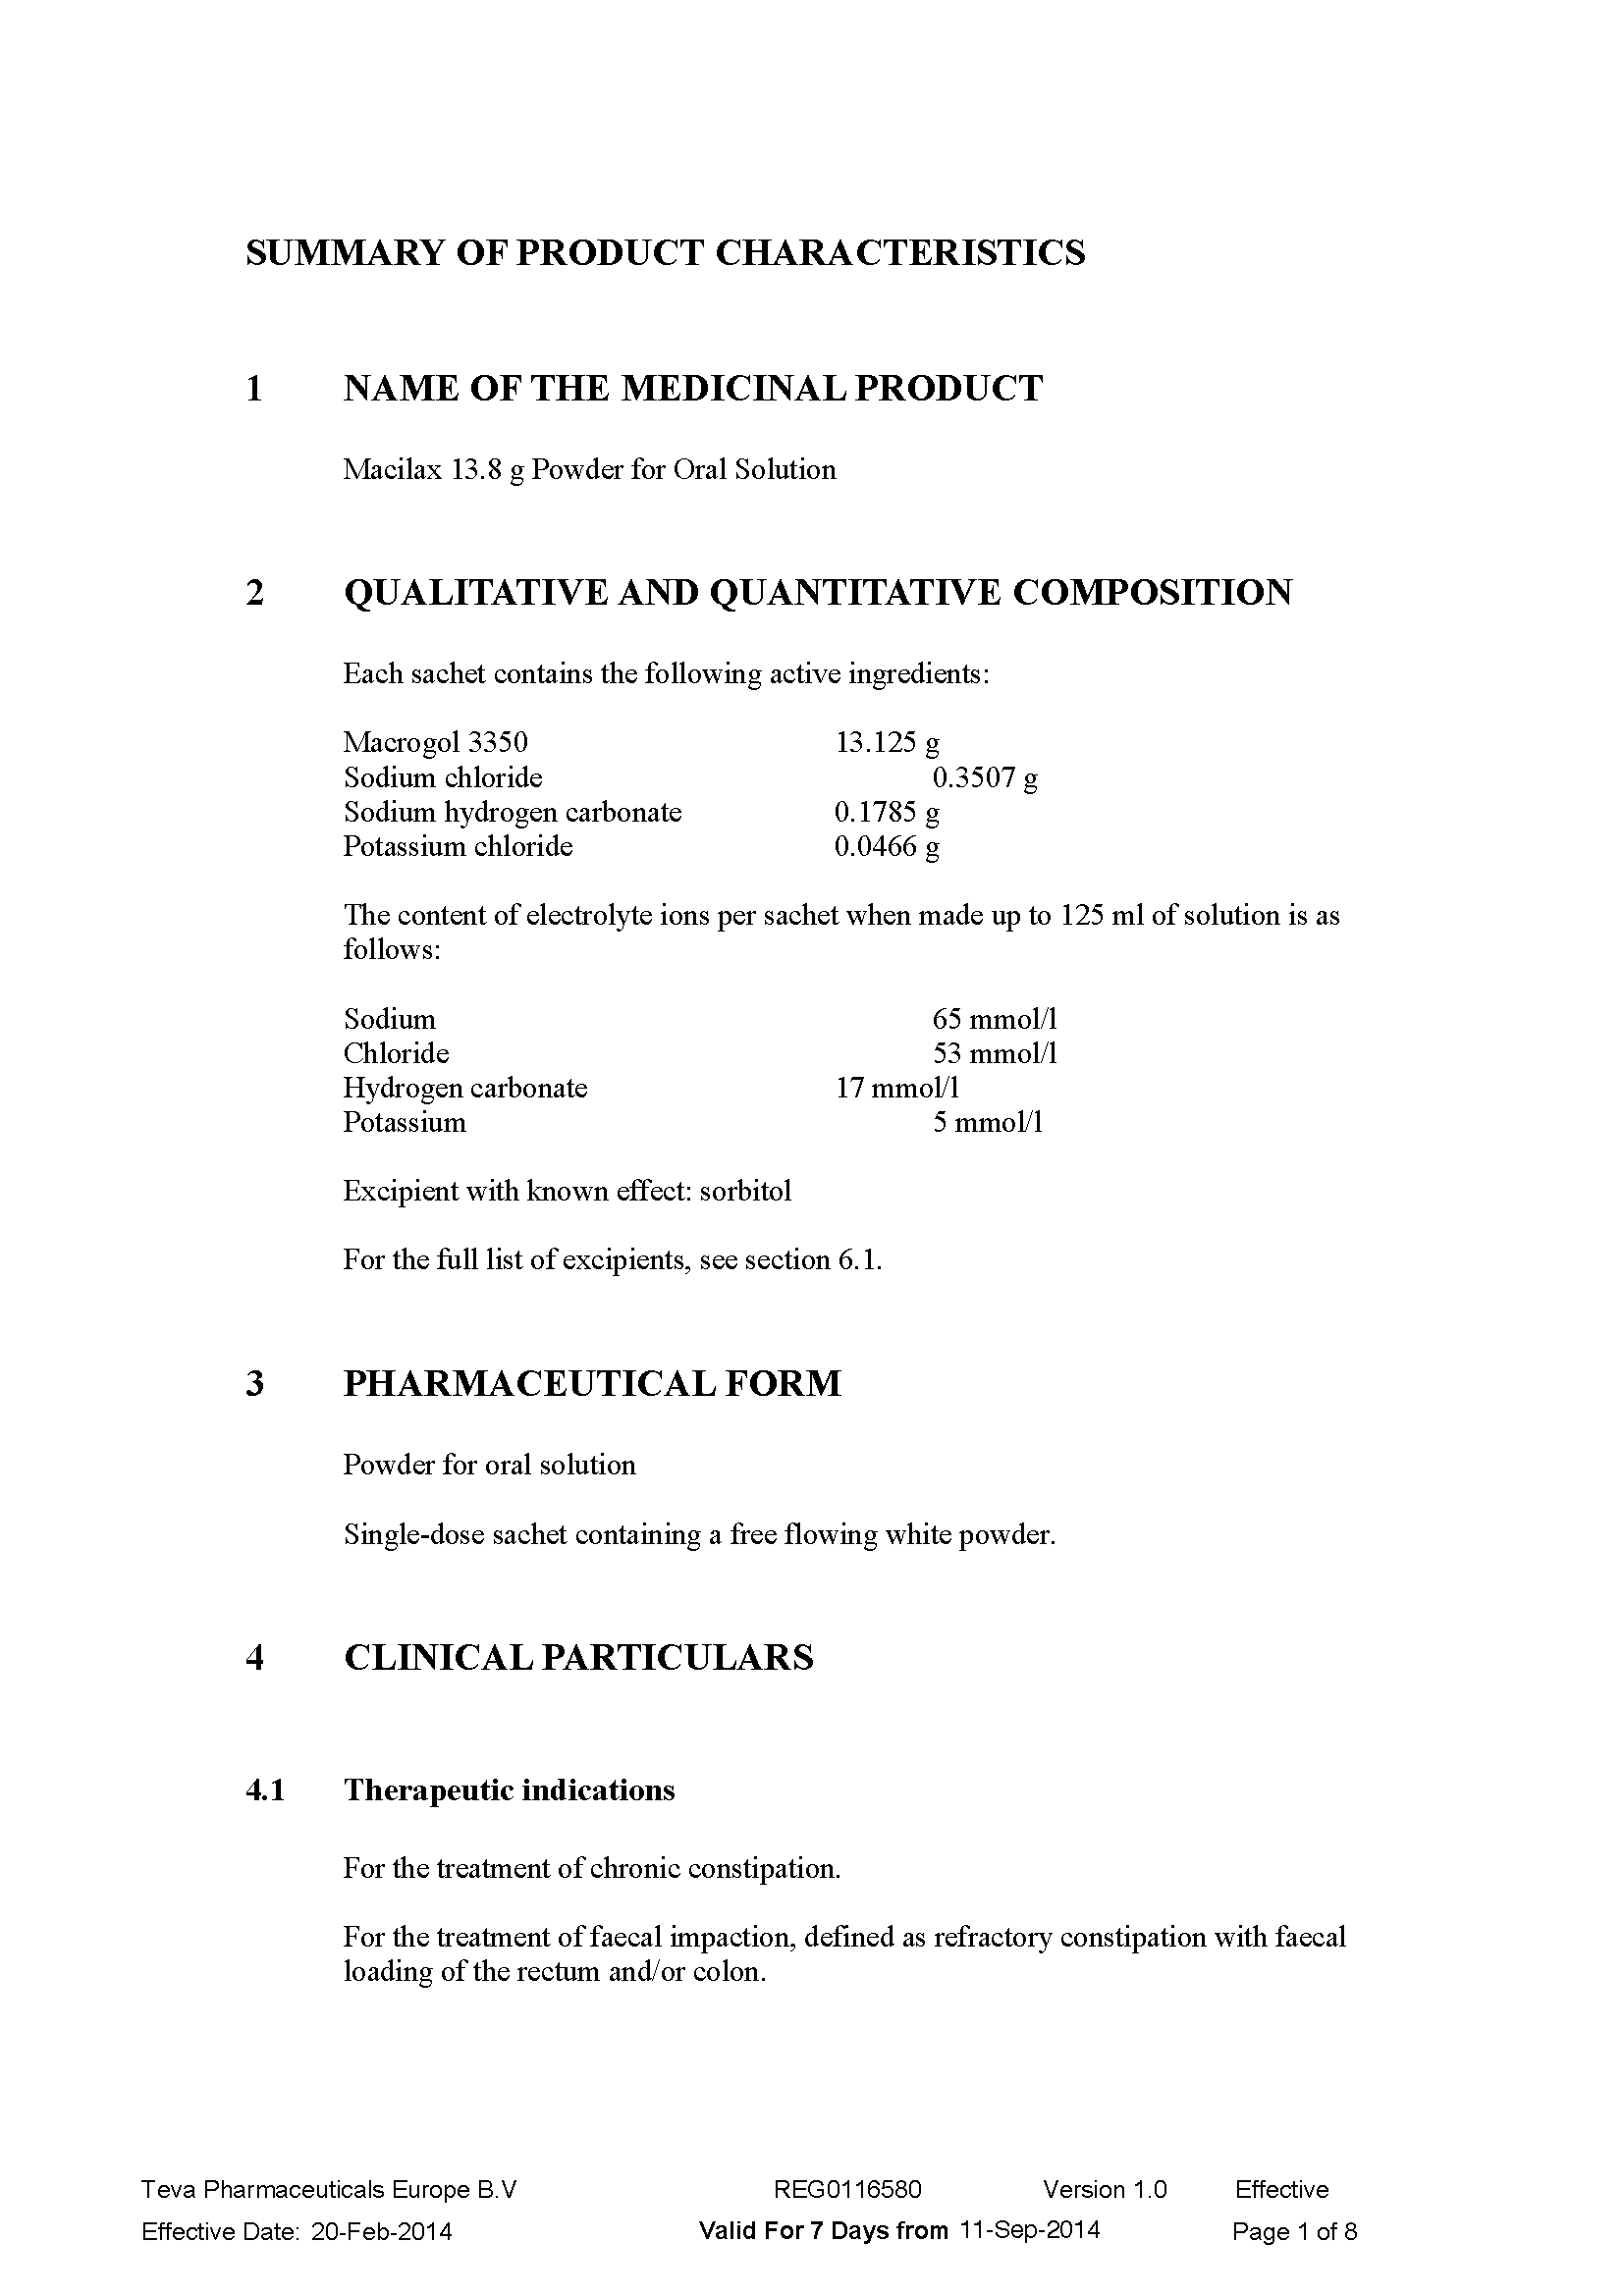 SUMMARY OF PRODUCT CHARACTERISTICS
1 NAME OF THE MEDICINAL PRODUCT
Macilax 13.8 g Powder for Oral Solution
2 QUALITATIVE AND QUANTITATIVE COMPOSITION
Each sachet contains the following active ingredients:
Macrogol 3350 13.125 g
Sodium chloride 0.3507 g
Sodium hydrogen carbonate 0.1785 g
Potassium chloride 0.0466 g
The content of electrolyte ions per sachet when made up to 125 ml of solution is as
follows:
Sodium 65 mmol/l
Chloride 53 mmol/l
Hydrogen carbonate 17 mmol/l
Potassium 5 mmol/l
Excipient with known effect: sorbitol
For the full list of excipients, see section 6.1.
3 PHARMACEUTICAL FORM
Powder for oral solution
Single-dose sachet containing a free flowing white powder.
4 CLINICAL PARTICULARS
4.1 Therapeutic indications
For the treatment of chronic constipation.
For the treatment of faecal impaction, defined as refractory constipation with faecal
loading of the rectum and/or colon.
Teva Pharmaceuticals Europe B.V REG0116580 Version 1.0 Effective
Effective Date: 20-Feb-2014 Valid For 7 Days from 11-Sep-2014 Page 1 of 8